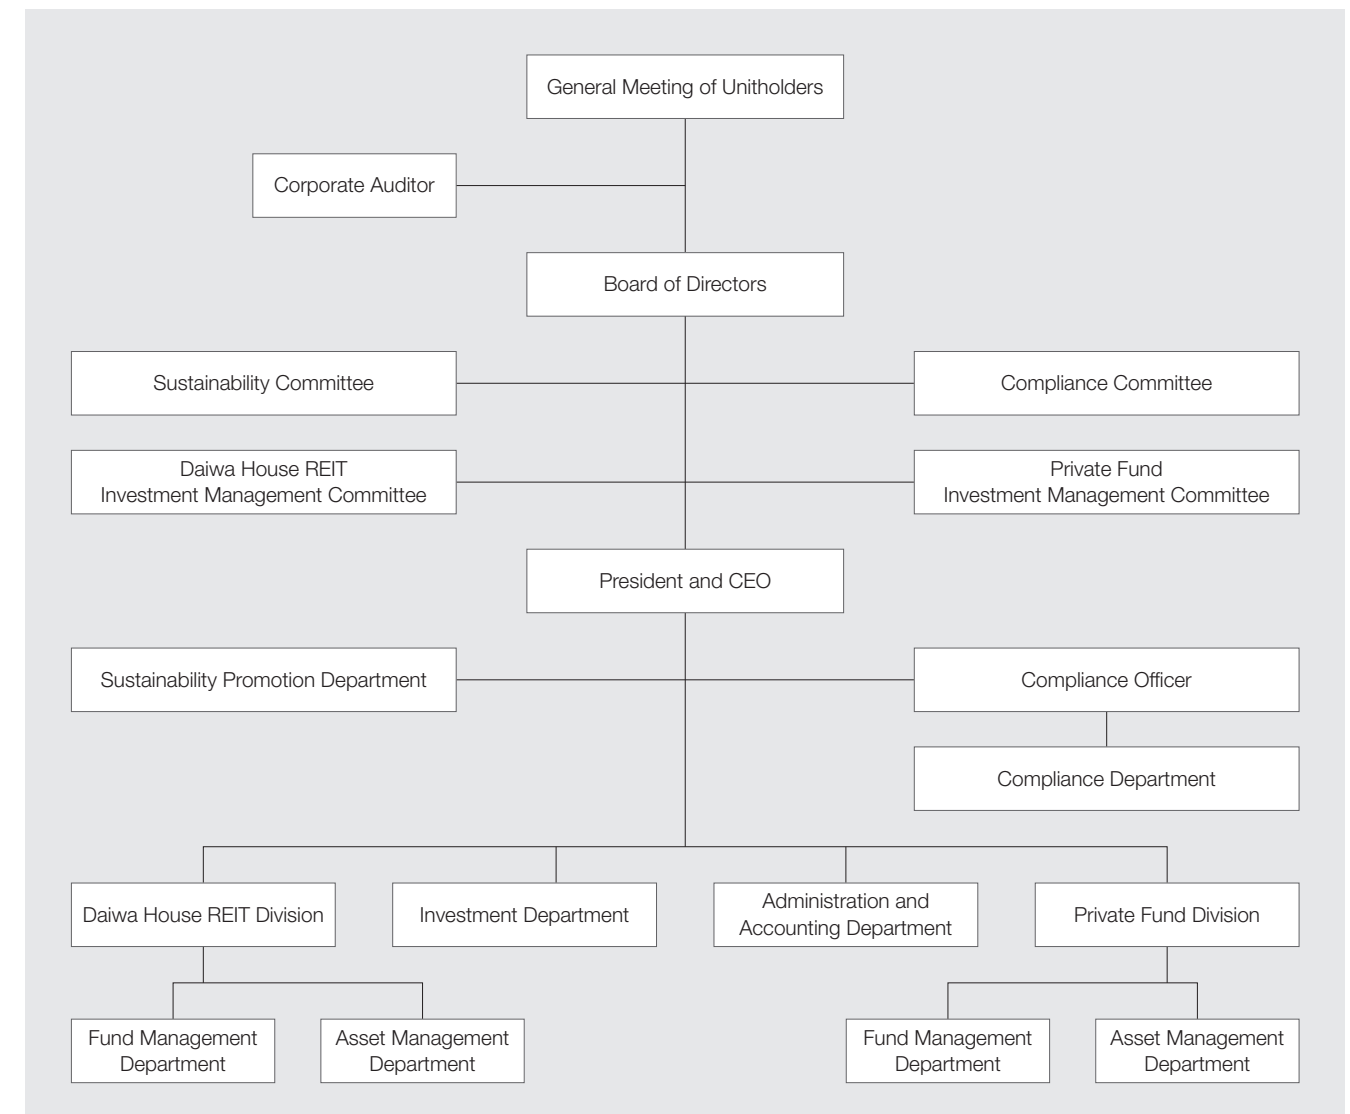 General Meeting of Unitholders
Corporate Auditor
Board of Directors
Sustainability Committee
Compliance Committee
Daiwa House REIT
Investment Management Committee
Private Fund
Investment Management Committee
President and CEO
Sustainability Promotion Department
Compliance Officer
Compliance Department
Daiwa House REIT Division
Investment Department
Administration and
Accounting Department
Private Fund Division
Fund Management
Department
Asset Management
Department
Fund Management
Department
Asset Management
Department